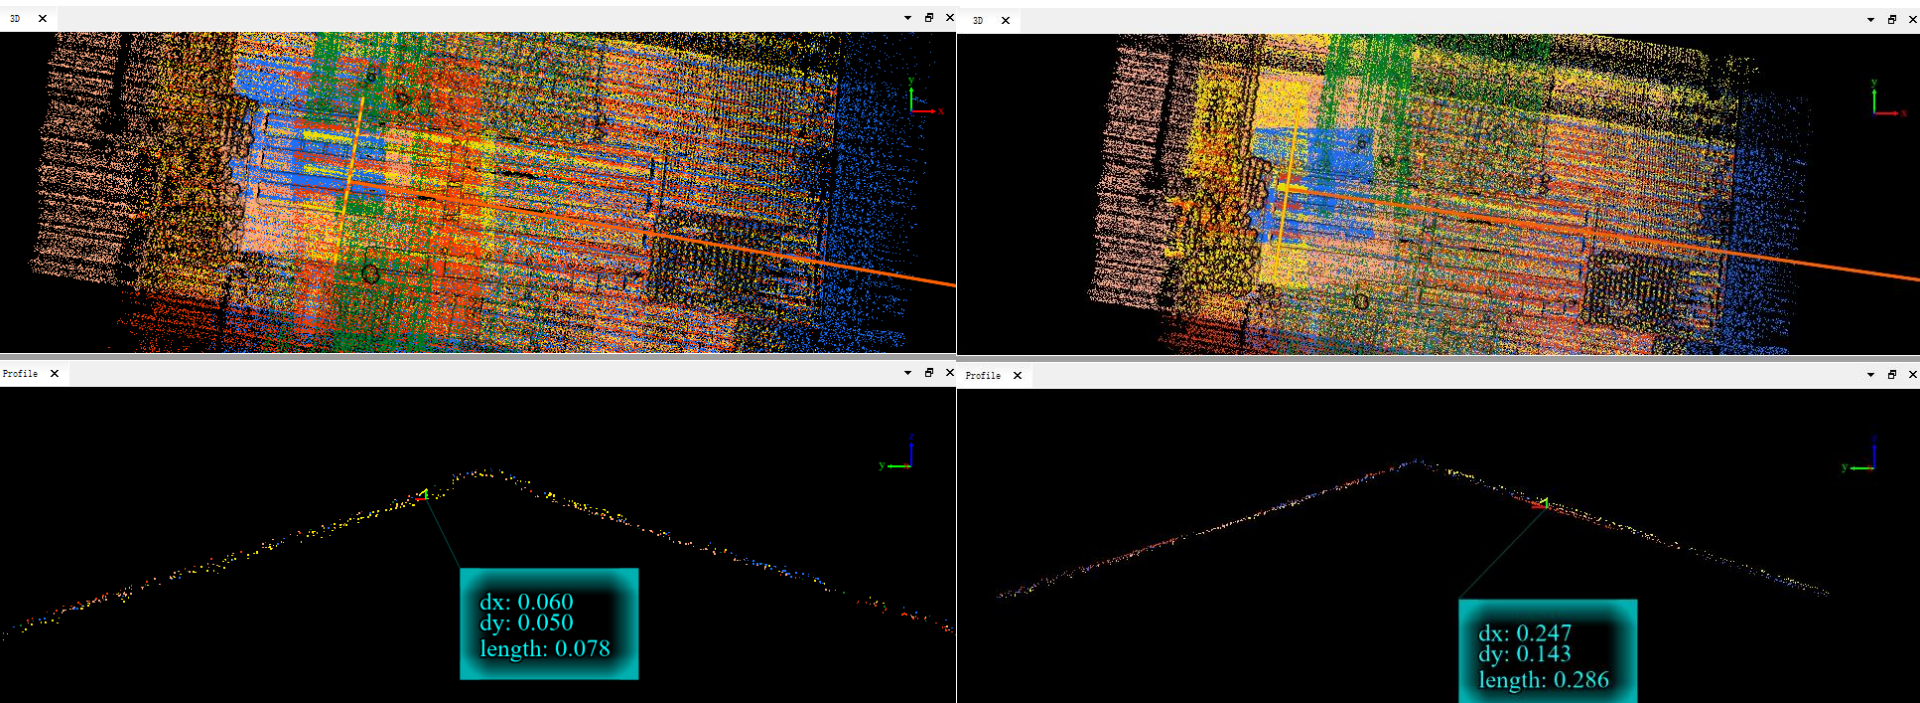 3D
3D
y
x
y
x
Profile
Profile
z
y
z
y
dx: 0.060
dy: 0.050
length: 0.078
dx: 0.247
dy: 0.143
length: 0.286